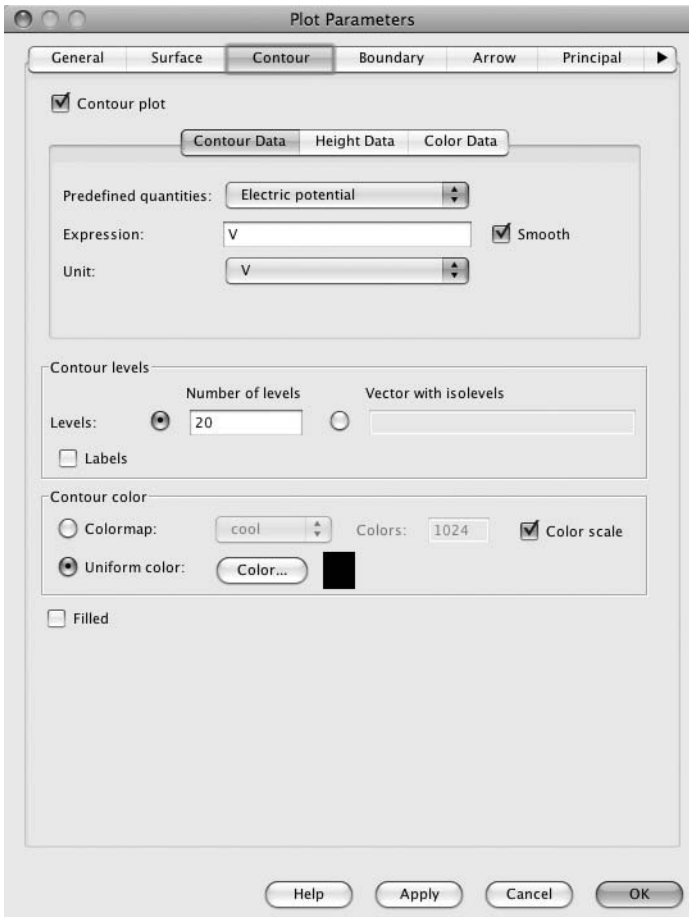 Plot Parameters
General Surface Contour Boundary Arrow Principal
Contour plot
Contour Data Height Data Color Data
Predefined quantities: Electric potential
Expression: V Smooth
Unit: V
Contour levels
Number of levels Vector with isolevels
Levels: 20
Labels
Contour color
Colormap: cool Colors: 1024 Color scale
Uniform color: Color...
Filled
Help Apply Cancel OK